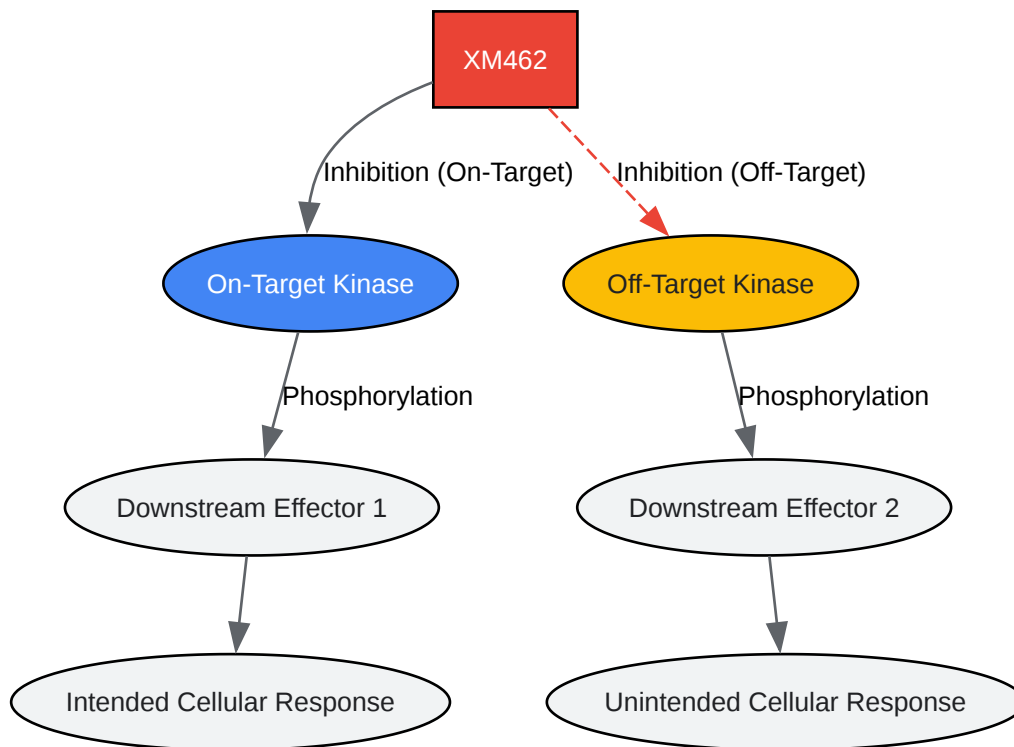 XM462
Inhibition (On-Target)
Inhibition (Off-Target)
On-Target Kinase
Off-Target Kinase
Phosphorylation
Phosphorylation
Downstream Effector 1
Downstream Effector 2
Intended Cellular Response
Unintended Cellular Response